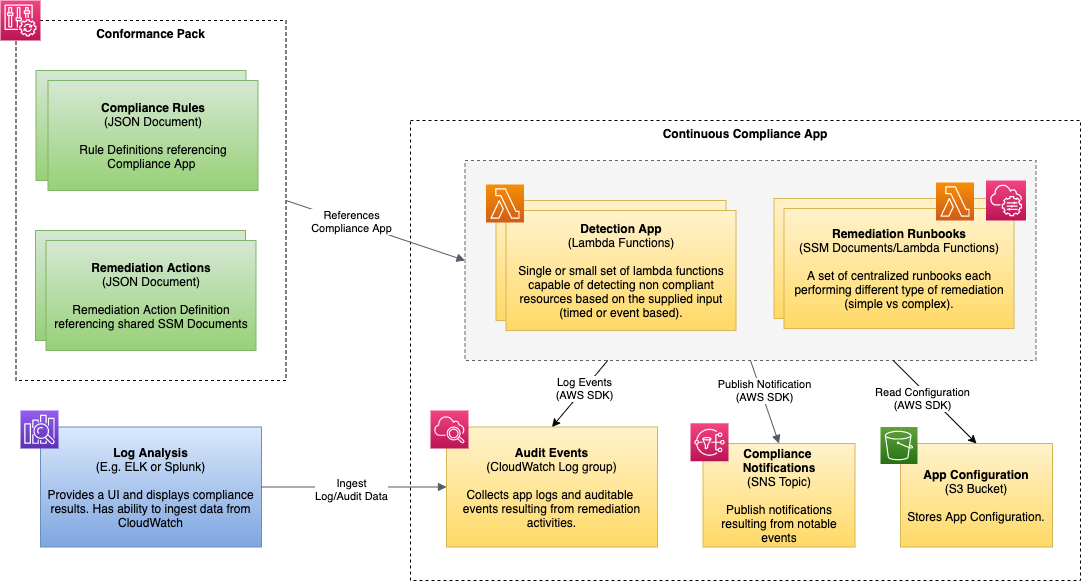 Conformance Pack
Compliance Rules
(JSON Document)
Rule Definitions referencing
Compliance App
Remediation Actions
(JSON Document)
Remediation Action Definition
referencing shared SSM Documents
References
Compliance App
Continuous Compliance App
Detection App
(Lambda Functions)
Single or small set of lambda functions
capable of detecting non compliant
resources based on the supplied input
(timed or event based).
Remediation Runbooks
(SSM Documents/Lambda Functions)
A set of centralized runbooks each
performing different type of remediation
(simple vs complex).
Log Events
(AWS SDK)
Publish Notification
(AWS SDK)
Read Configuration
(AWS SDK)
Log Analysis
(E.g. ELK or Splunk)
Provides a UI and displays compliance
results. Has ability to ingest data from
CloudWatch
Ingest
Log/Audit Data
Audit Events
(CloudWatch Log group)
Collects app logs and auditable
events resulting from remediation
activities.
Compliance
Notifications
(SNS Topic)
Publish notifications
resulting from notable
events
App Configuration
(S3 Bucket)
Stores App Configuration.